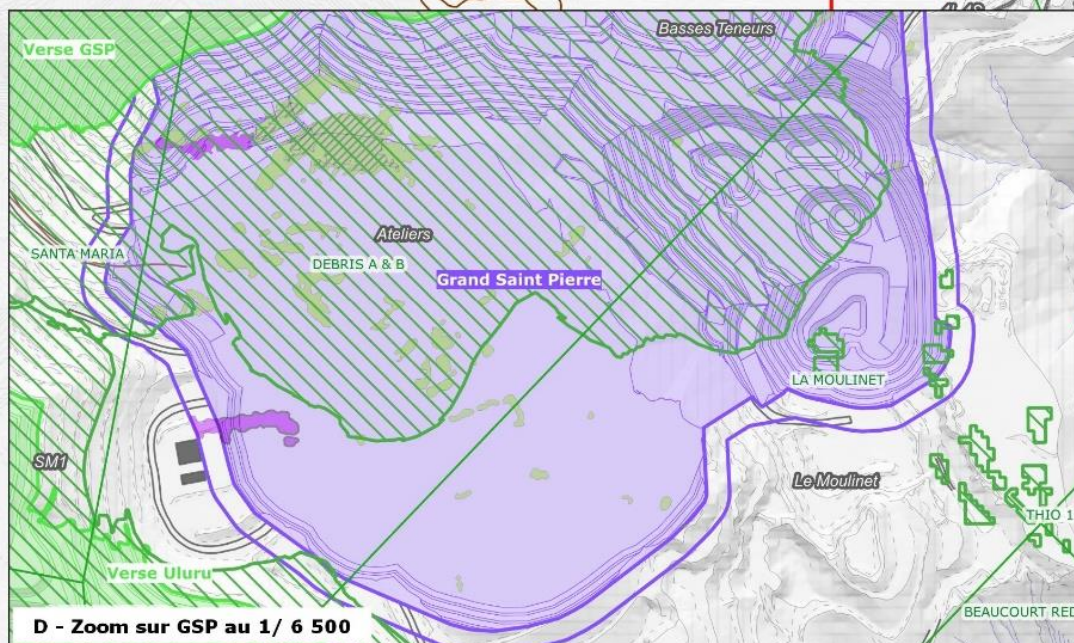 Basses Teneurs
Verse GSP
Ateliers
SANTA MARIA
DEBRIS A & B
Grand Saint Pierre
LA MOULINET
SM1
Le Moulinet
THIO 1
Verse Uluru
BEAUCOURT RED
D - Zoom sur GSP au 1/ 6 500